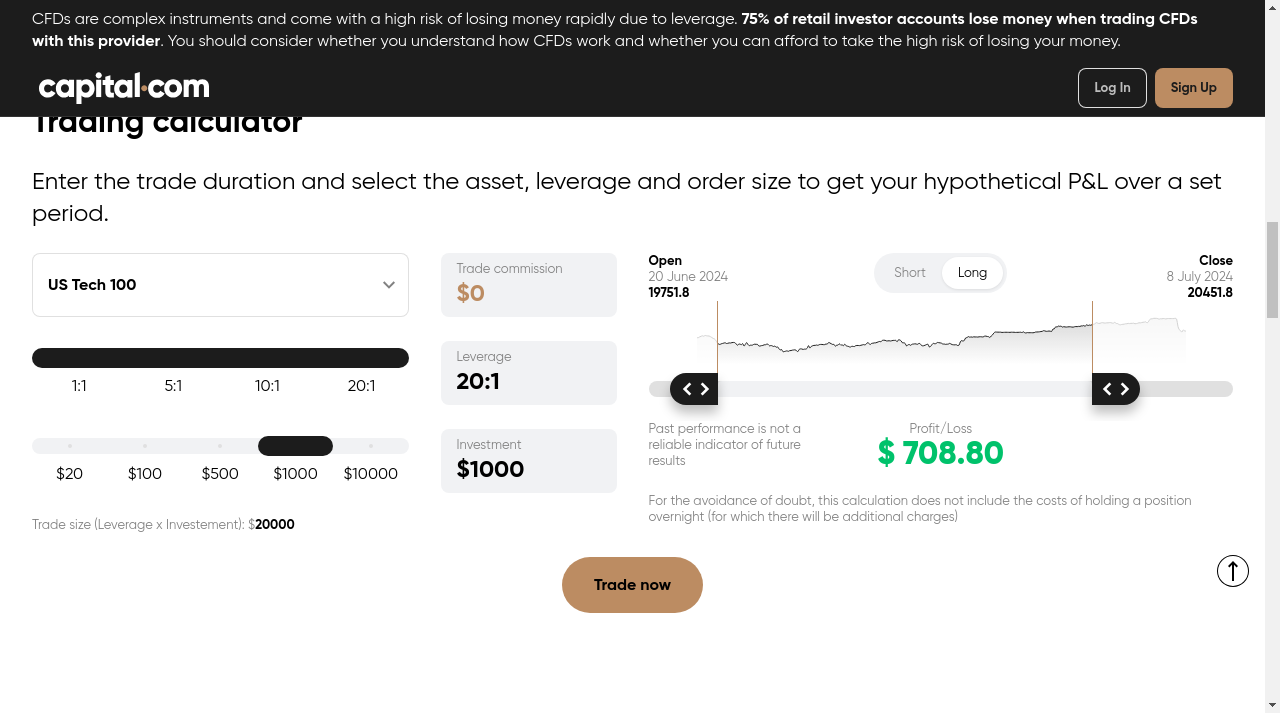 CFDs are complex instruments and come with a high risk of losing money rapidly due to leverage. 75% of retail investor accounts lose money when trading CFDs
with this provider. You should consider whether you understand how CFDs work and whether you can afford to take the high risk of losing your money.
capital.com
Log In
Sign Up
Trading calculator
Enter the trade duration and select the asset, leverage and order size to get your hypothetical P&L over a set
period.
US Tech 100
1:1
5:1
10:1
20:1
$20
$100
$500
$1000
$10000
Trade size (Leverage x Investement): $20000
Trade commission
$0
Leverage
20:1
Investment
$1000
Open
20 June 2024
19751.8
Short
Long
Close
8 July 2024
20451.8
Past performance is not a
reliable indicator of future
results
Profit/Loss
$ 708.80
For the avoidance of doubt, this calculation does not include the costs of holding a position
overnight (for which there will be additional charges)
Trade now